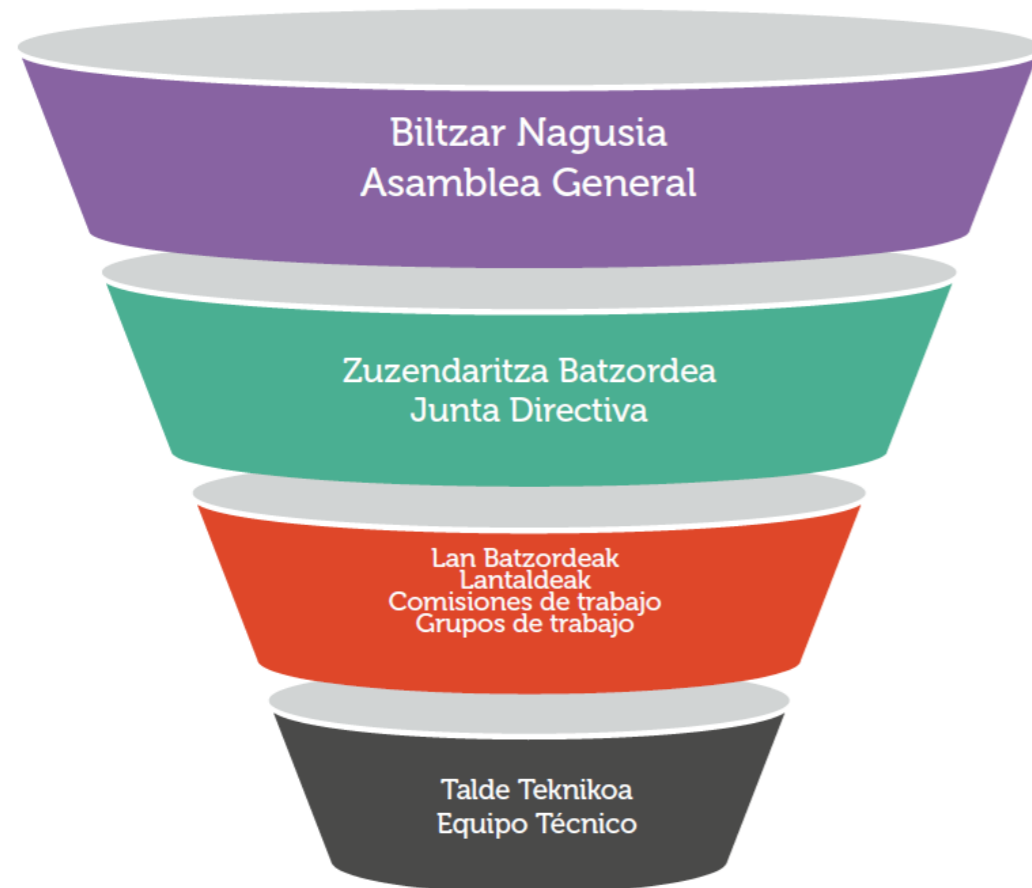 Biltzar Nagusia
Asamblea General
Zuzendaritza Batzordea
Junta Directiva
Lan Batzordeak
Lantaldeak
Comisiones de trabajo
Grupos de trabajo
Talde Teknikoa
Equipo Técnico